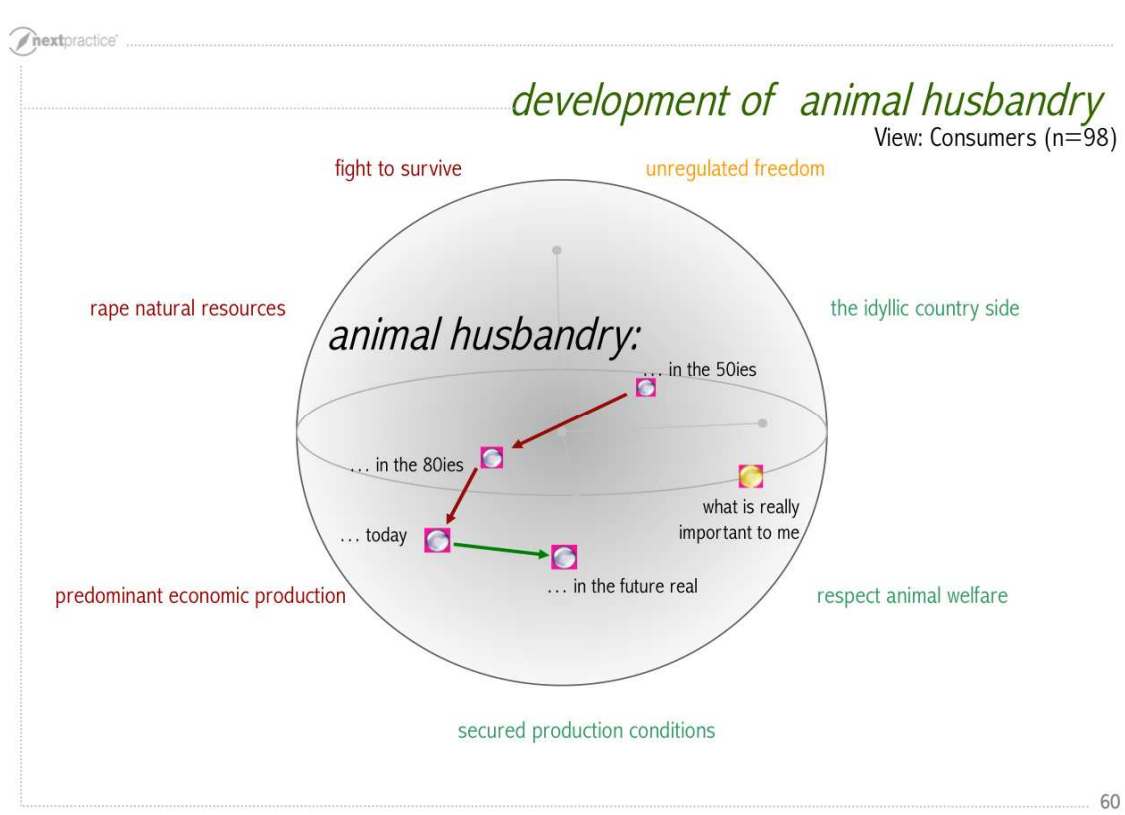 nextpractice
development of animal husbandry
View: Consumers (n=98)
fight to survive
unregulated freedom
rape natural resources
the idyllic country side
animal husbandry:
... in the 50ies
... in the 80ies
what is really
important to me
... today
... in the future real
predominant economic production
respect animal welfare
secured production conditions
60